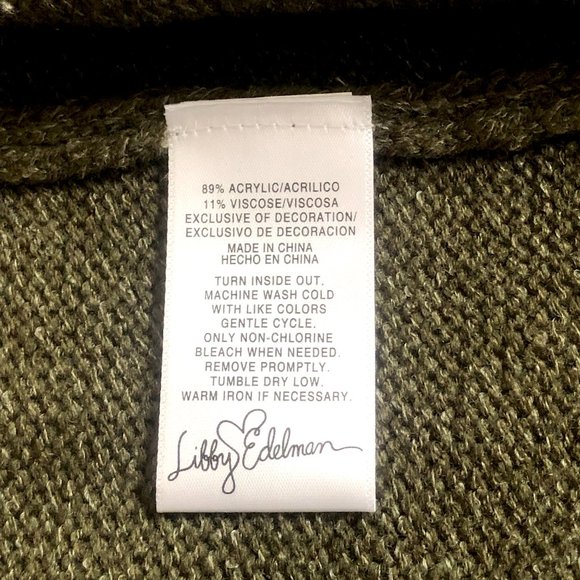 89% ACRYLIC/ACRILICO
11% VISCOSE/VISCOSA
EXCLUSIVE OF DECORATION/
EXCLUSIVO DE DECORACION
MADE IN CHINA
HECHO EN CHINA
TURN INSIDE OUT.
MACHINE WASH COLD
WITH LIKE COLORS
GENTLE CYCLE.
ONLY NON-CHLORINE
BLEACH WHEN NEEDED.
REMOVE PROMPTLY.
TUMBLE DRY LOW.
WARM IRON IF NECESSARY.
Libby Edelman